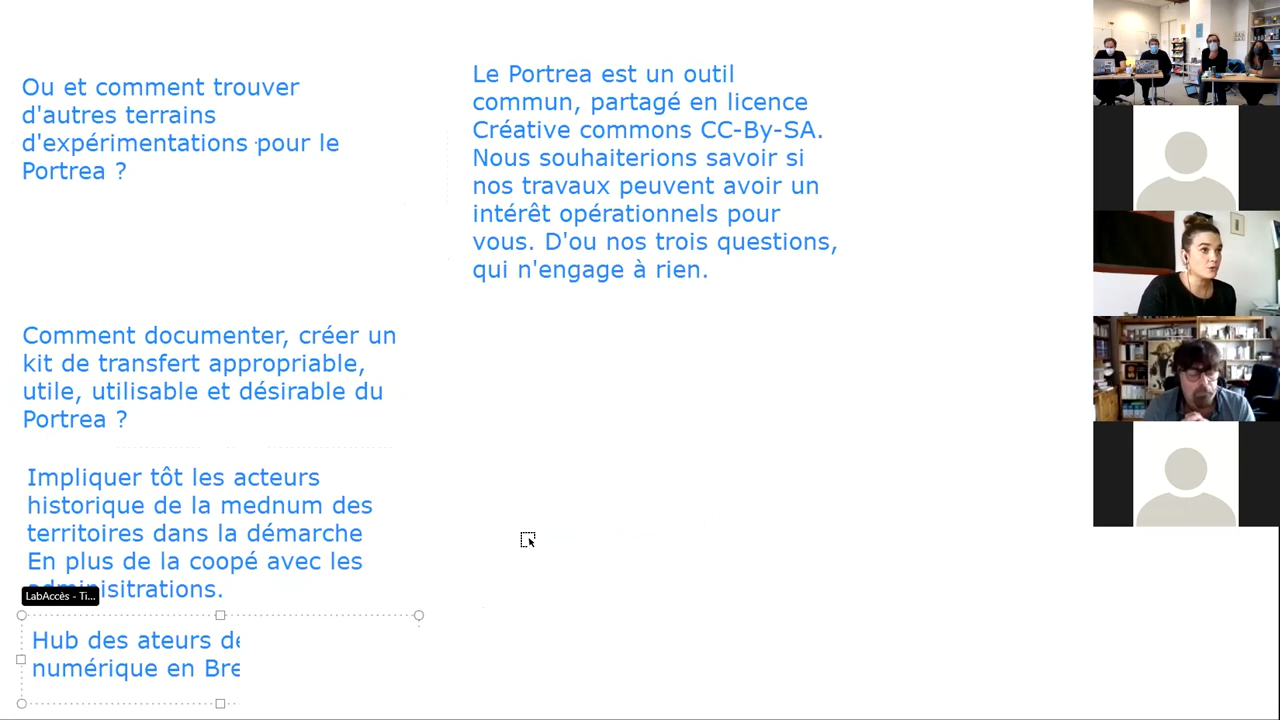 Ou et comment trouver
d'autres terrains
d'expérimentations pour le
Portrea ?
Le Portrea est un outil
commun, partagé en licence
Créative commons CC-By-SA.
Nous souhaiterions savoir si
nos travaux peuvent avoir un
intérêt opérationnels pour
vous. D'ou nos trois questions,
qui n'engage à rien.
Comment documenter, créer un
kit de transfert appropriable,
utile, utilisable et désirable du
Portrea ?
Impliquer tôt les acteurs
historique de la mednum des
territoires dans la démarche
En plus de la coopé avec les
adminisitrations.
LabAccès - Ti...
Hub des ateurs de
numérique en Bre